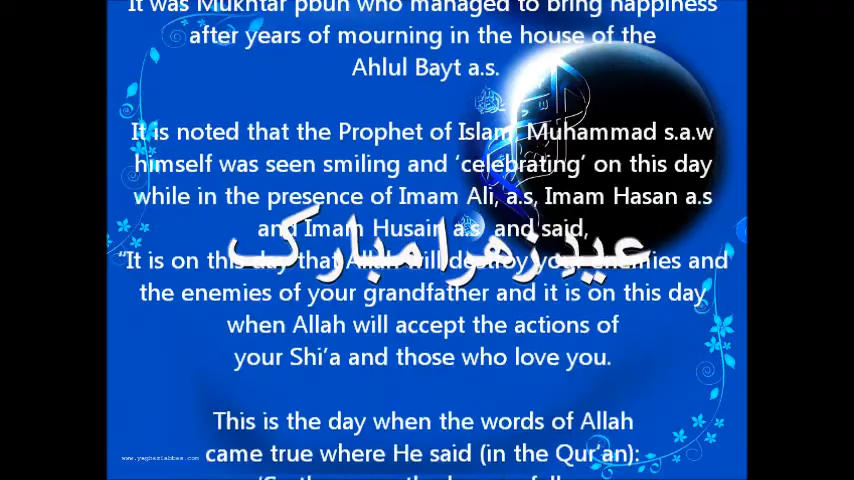 It was Mukhtar pbuh who managed to bring happiness
after years of mourning in the house of the
Ahlul Bayt a.s.
It is noted that the Prophet of Islam, Muhammad s.a.w
himself was seen smiling and ‘celebrating’ on this day
while in the presence of Imam Ali, a.s, Imam Hasan a.s
and Imam Husain a.s and said,
عیدِ زھرا مبارک
“It is on this day that Allah will destroy your enemies and
the enemies of your grandfather and it is on this day
when Allah will accept the actions of
your Shi’a and those who love you.
This is the day when the words of Allah
came true where He said (in the Qur’an):
www.yaghaziabbas.com